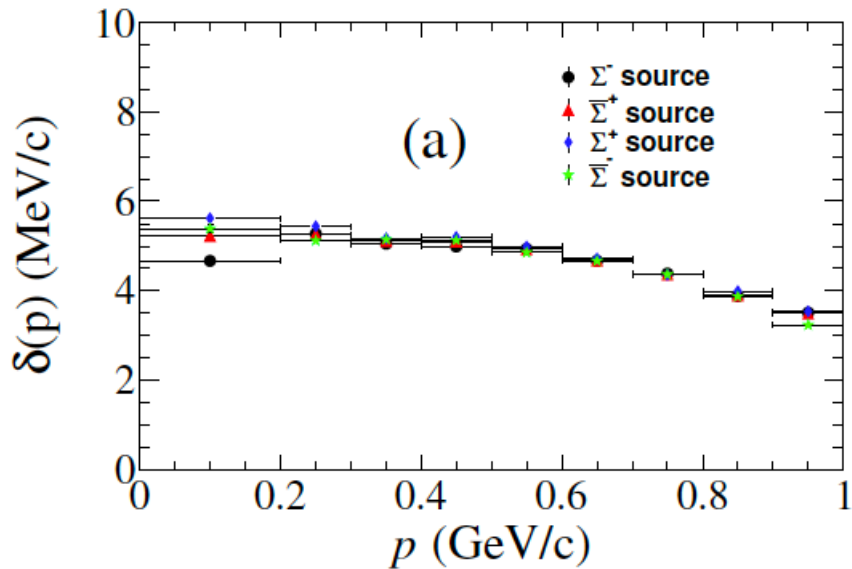 10
8
6
4
2
0
δ(p) (MeV/c)
(a)
Σ⁻ source
Σ̅⁺ source
Σ⁺ source
Σ̅⁻ source
0 0.2 0.4 0.6 0.8 1
p (GeV/c)